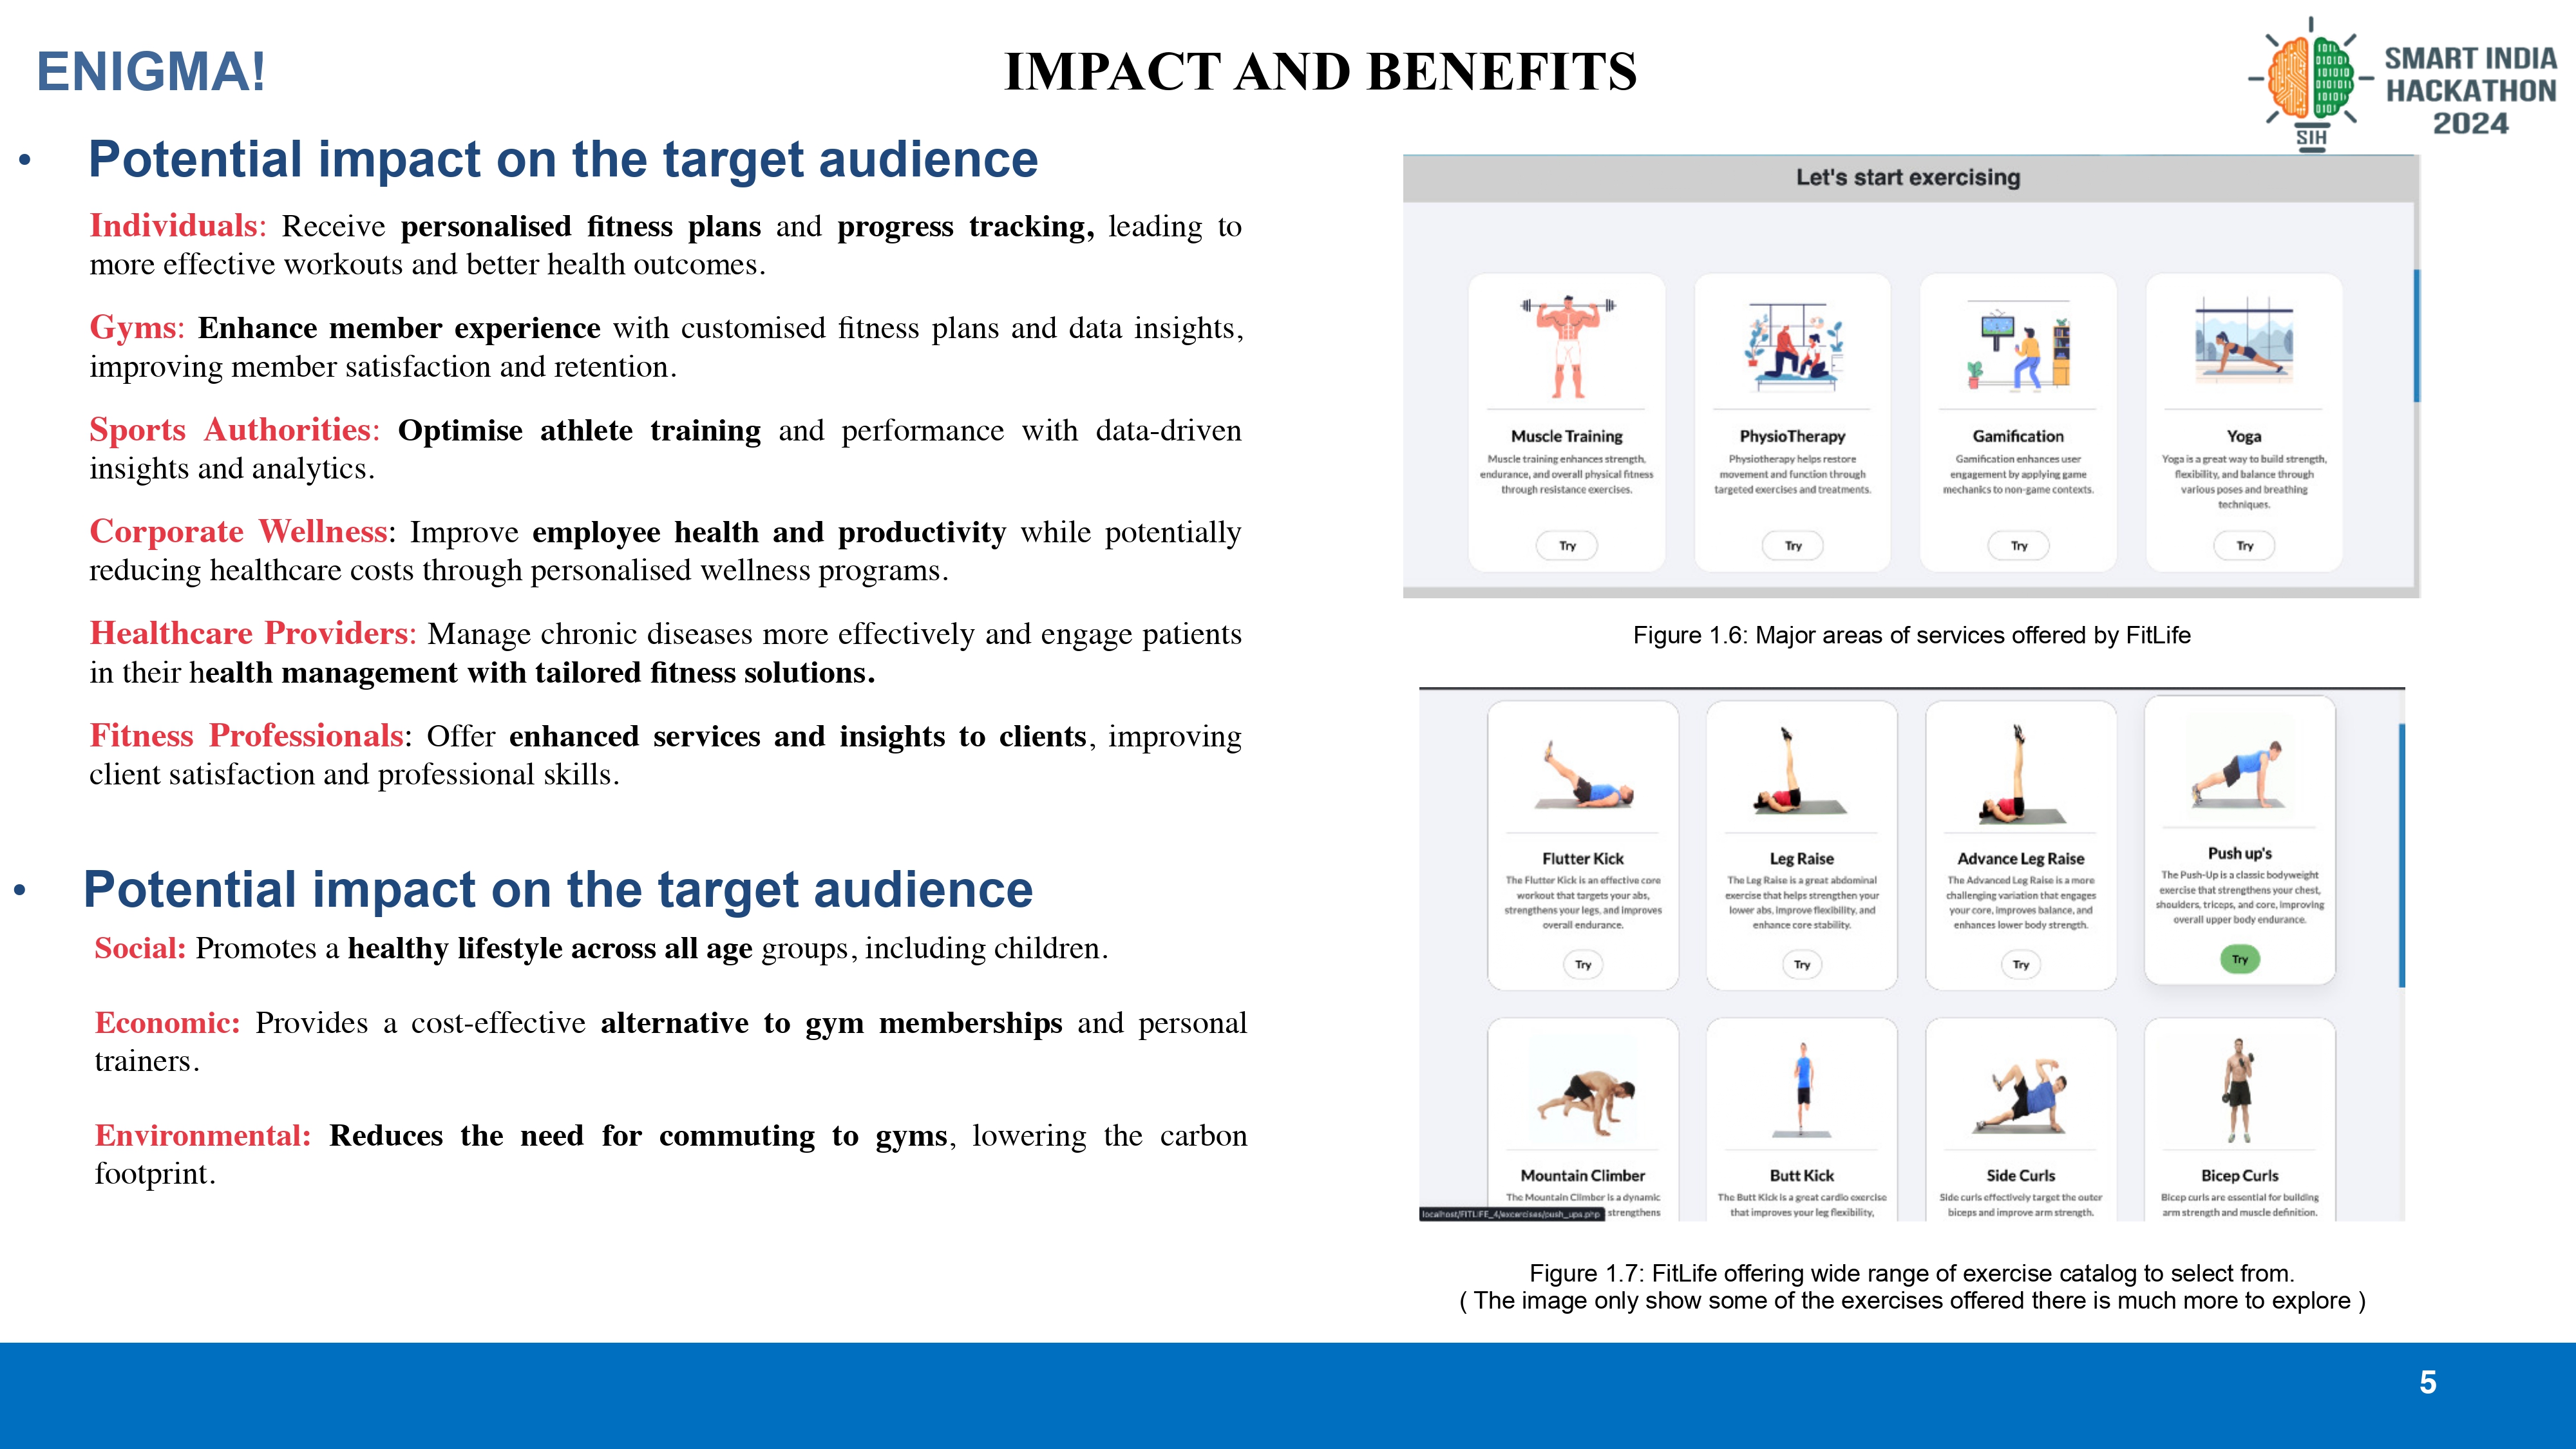 ENIGMA!
IMPACT AND BENEFITS
SMART INDIA
HACKATHON
2024
SIH
• Potential impact on the target audience
Individuals: Receive personalised fitness plans and progress tracking, leading to
more effective workouts and better health outcomes.
Gyms: Enhance member experience with customised fitness plans and data insights,
improving member satisfaction and retention.
Sports Authorities: Optimise athlete training and performance with data-driven
insights and analytics.
Corporate Wellness: Improve employee health and productivity while potentially
reducing healthcare costs through personalised wellness programs.
Healthcare Providers: Manage chronic diseases more effectively and engage patients
in their health management with tailored fitness solutions.
Fitness Professionals: Offer enhanced services and insights to clients, improving
client satisfaction and professional skills.
• Potential impact on the target audience
Social: Promotes a healthy lifestyle across all age groups, including children.
Economic: Provides a cost-effective alternative to gym memberships and personal
trainers.
Environmental: Reduces the need for commuting to gyms, lowering the carbon
footprint.
Let's start exercising
Muscle Training
Muscle training enhances strength,
endurance, and overall physical fitness
through resistance exercises.
Try
PhysioTherapy
Physiotherapy helps restore
movement and function through
targeted exercises and treatments.
Try
Gamification
Gamification enhances user
engagement by applying game
mechanics to non-game contexts.
Try
Yoga
Yoga is a great way to build strength,
flexibility, and balance through
various poses and breathing
techniques.
Try
Figure 1.6: Major areas of services offered by FitLife
Flutter Kick
The Flutter Kick is an effective core
workout that targets your abs,
strengthens your legs, and improves
overall endurance.
Try
Leg Raise
The Leg Raise is a great abdominal
exercise that helps strengthen your
lower abs, improve flexibility, and
enhance core stability.
Try
Advance Leg Raise
The Advanced Leg Raise is a more
challenging variation that engages
your core, improves balance, and
enhances lower body strength.
Try
Push up's
The Push-Up is a classic bodyweight
exercise that strengthens your chest,
shoulders, triceps, and core, improving
overall upper body endurance.
Try
Mountain Climber
The Mountain Climber is a dynamic
strengthens
Butt Kick
The Butt Kick is a great cardio exercise
that improves your leg flexibility,
Side Curls
Side curls effectively target the outer
biceps and improve arm strength.
Bicep Curls
Bicep curls are essential for building
arm strength and muscle definition.
localhost/FITLIFE_4/excercises/push_ups.php
Figure 1.7: FitLife offering wide range of exercise catalog to select from.
( The image only show some of the exercises offered there is much more to explore )
5